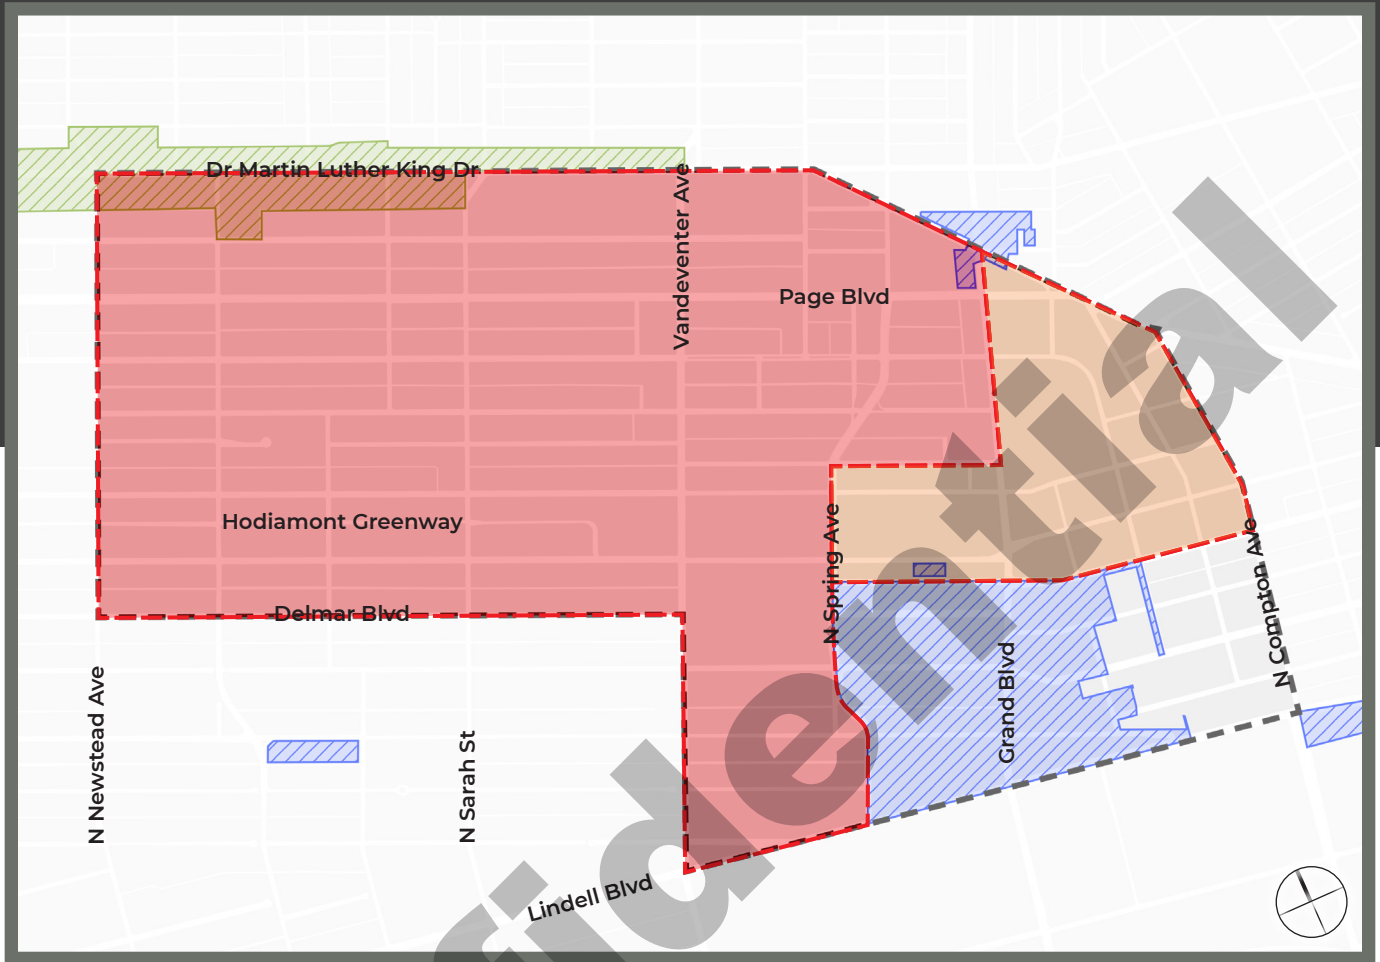 Dr Martin Luther King Dr
Vandeventer Ave
Page Blvd
Hodiamont Greenway
N Spring Ave
N Compton Ave
Delmar Blvd
Grand Blvd
N Newstead Ave
N Sarah St
Lindell Blvd
fidential